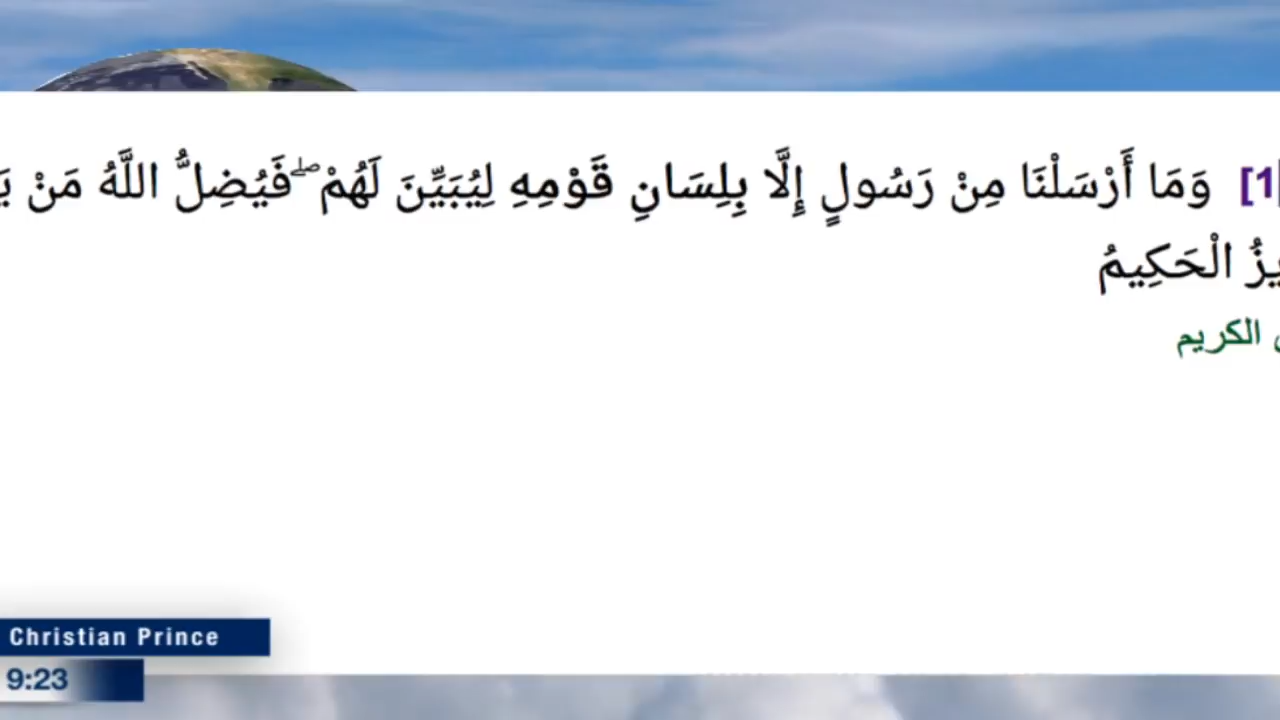 [1 وَمَا أَرْسَلْنَا مِنْ رَسُولٍ إِلَّا بِلِسَانِ قَوْمِهِ لِيُبَيِّنَ لَهُمْ ۖ فَيُضِلُّ اللَّهُ مَنْ
الْحَكِيمُ
الكريم
Christian Prince
9:23